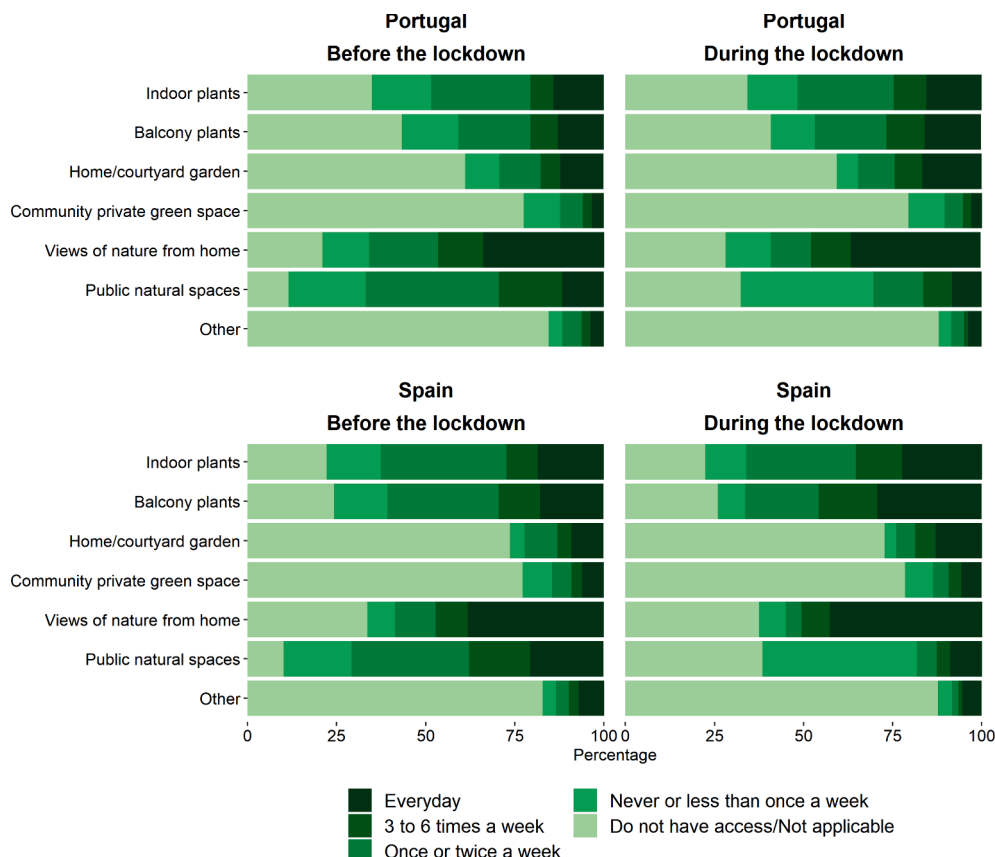 Portugal
Before the lockdown
Portugal
During the lockdown
Indoor plants
Balcony plants
Home/courtyard garden
Community private green space
Views of nature from home
Public natural spaces
Other
Spain
Before the lockdown
Spain
During the lockdown
Indoor plants
Balcony plants
Home/courtyard garden
Community private green space
Views of nature from home
Public natural spaces
Other
0 25 50 75 100 0 25 50 75 100
Percentage
Everyday
3 to 6 times a week
Once or twice a week
Never or less than once a week
Do not have access/Not applicable